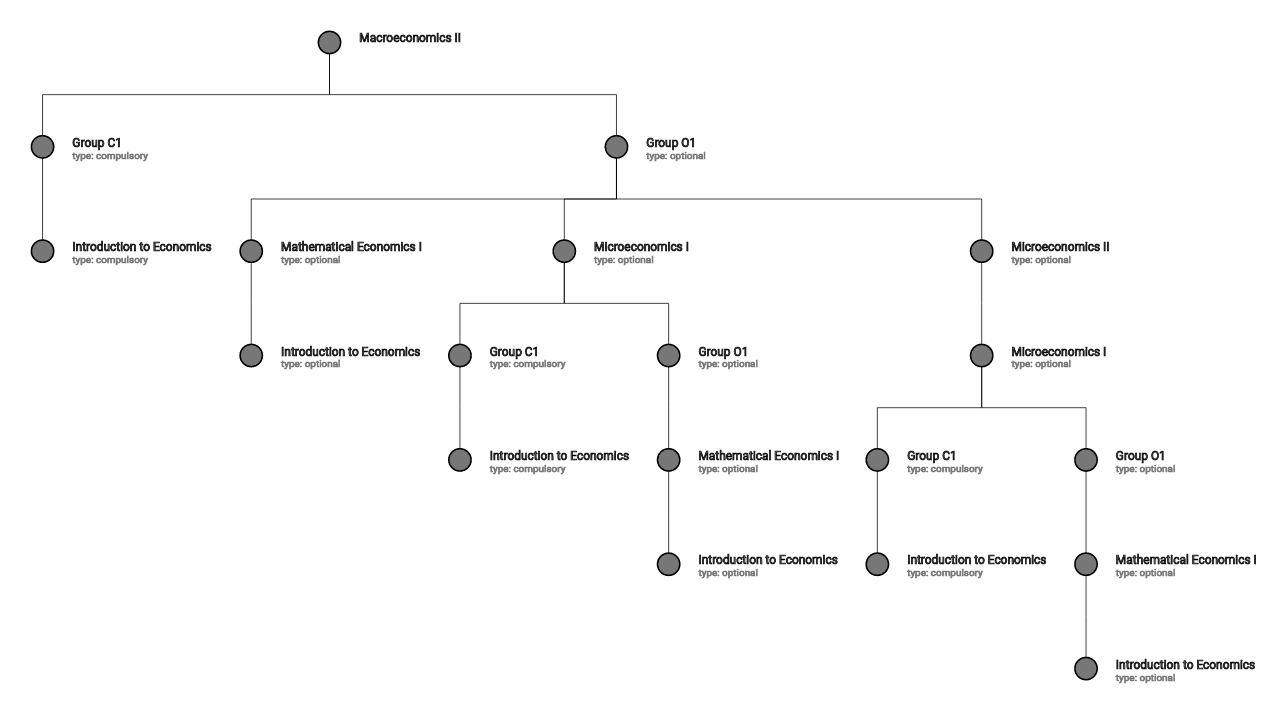 Macroeconomics II
Group C1
type: compulsory
Group O1
type: optional
Introduction to Economics
type: compulsory
Mathematical Economics I
type: optional
Microeconomics I
type: optional
Microeconomics II
type: optional
Introduction to Economics
type: optional
Group C1
type: compulsory
Group O1
type: optional
Microeconomics I
type: optional
Introduction to Economics
type: compulsory
Mathematical Economics I
type: optional
Group C1
type: compulsory
Group O1
type: optional
Introduction to Economics
type: optional
Introduction to Economics
type: compulsory
Mathematical Economics I
type: optional
Introduction to Economics
type: optional